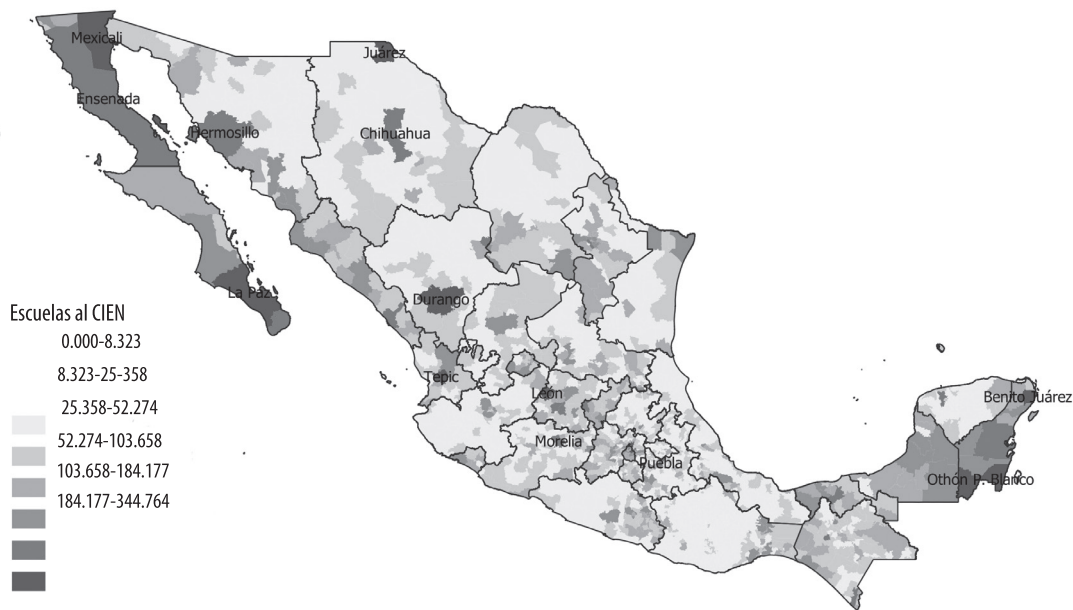 Mexicali
Juárez
Ensenada
Hermosillo
Chihuahua
La Paz
Durango
Escuelas al CIEN
0.000-8.323
8.323-25-358
25.358-52.274
52.274-103.658
103.658-184.177
184.177-344.764
Tepic
León
Benito Juárez
Morelia
Puebla
Othón P. Blanco